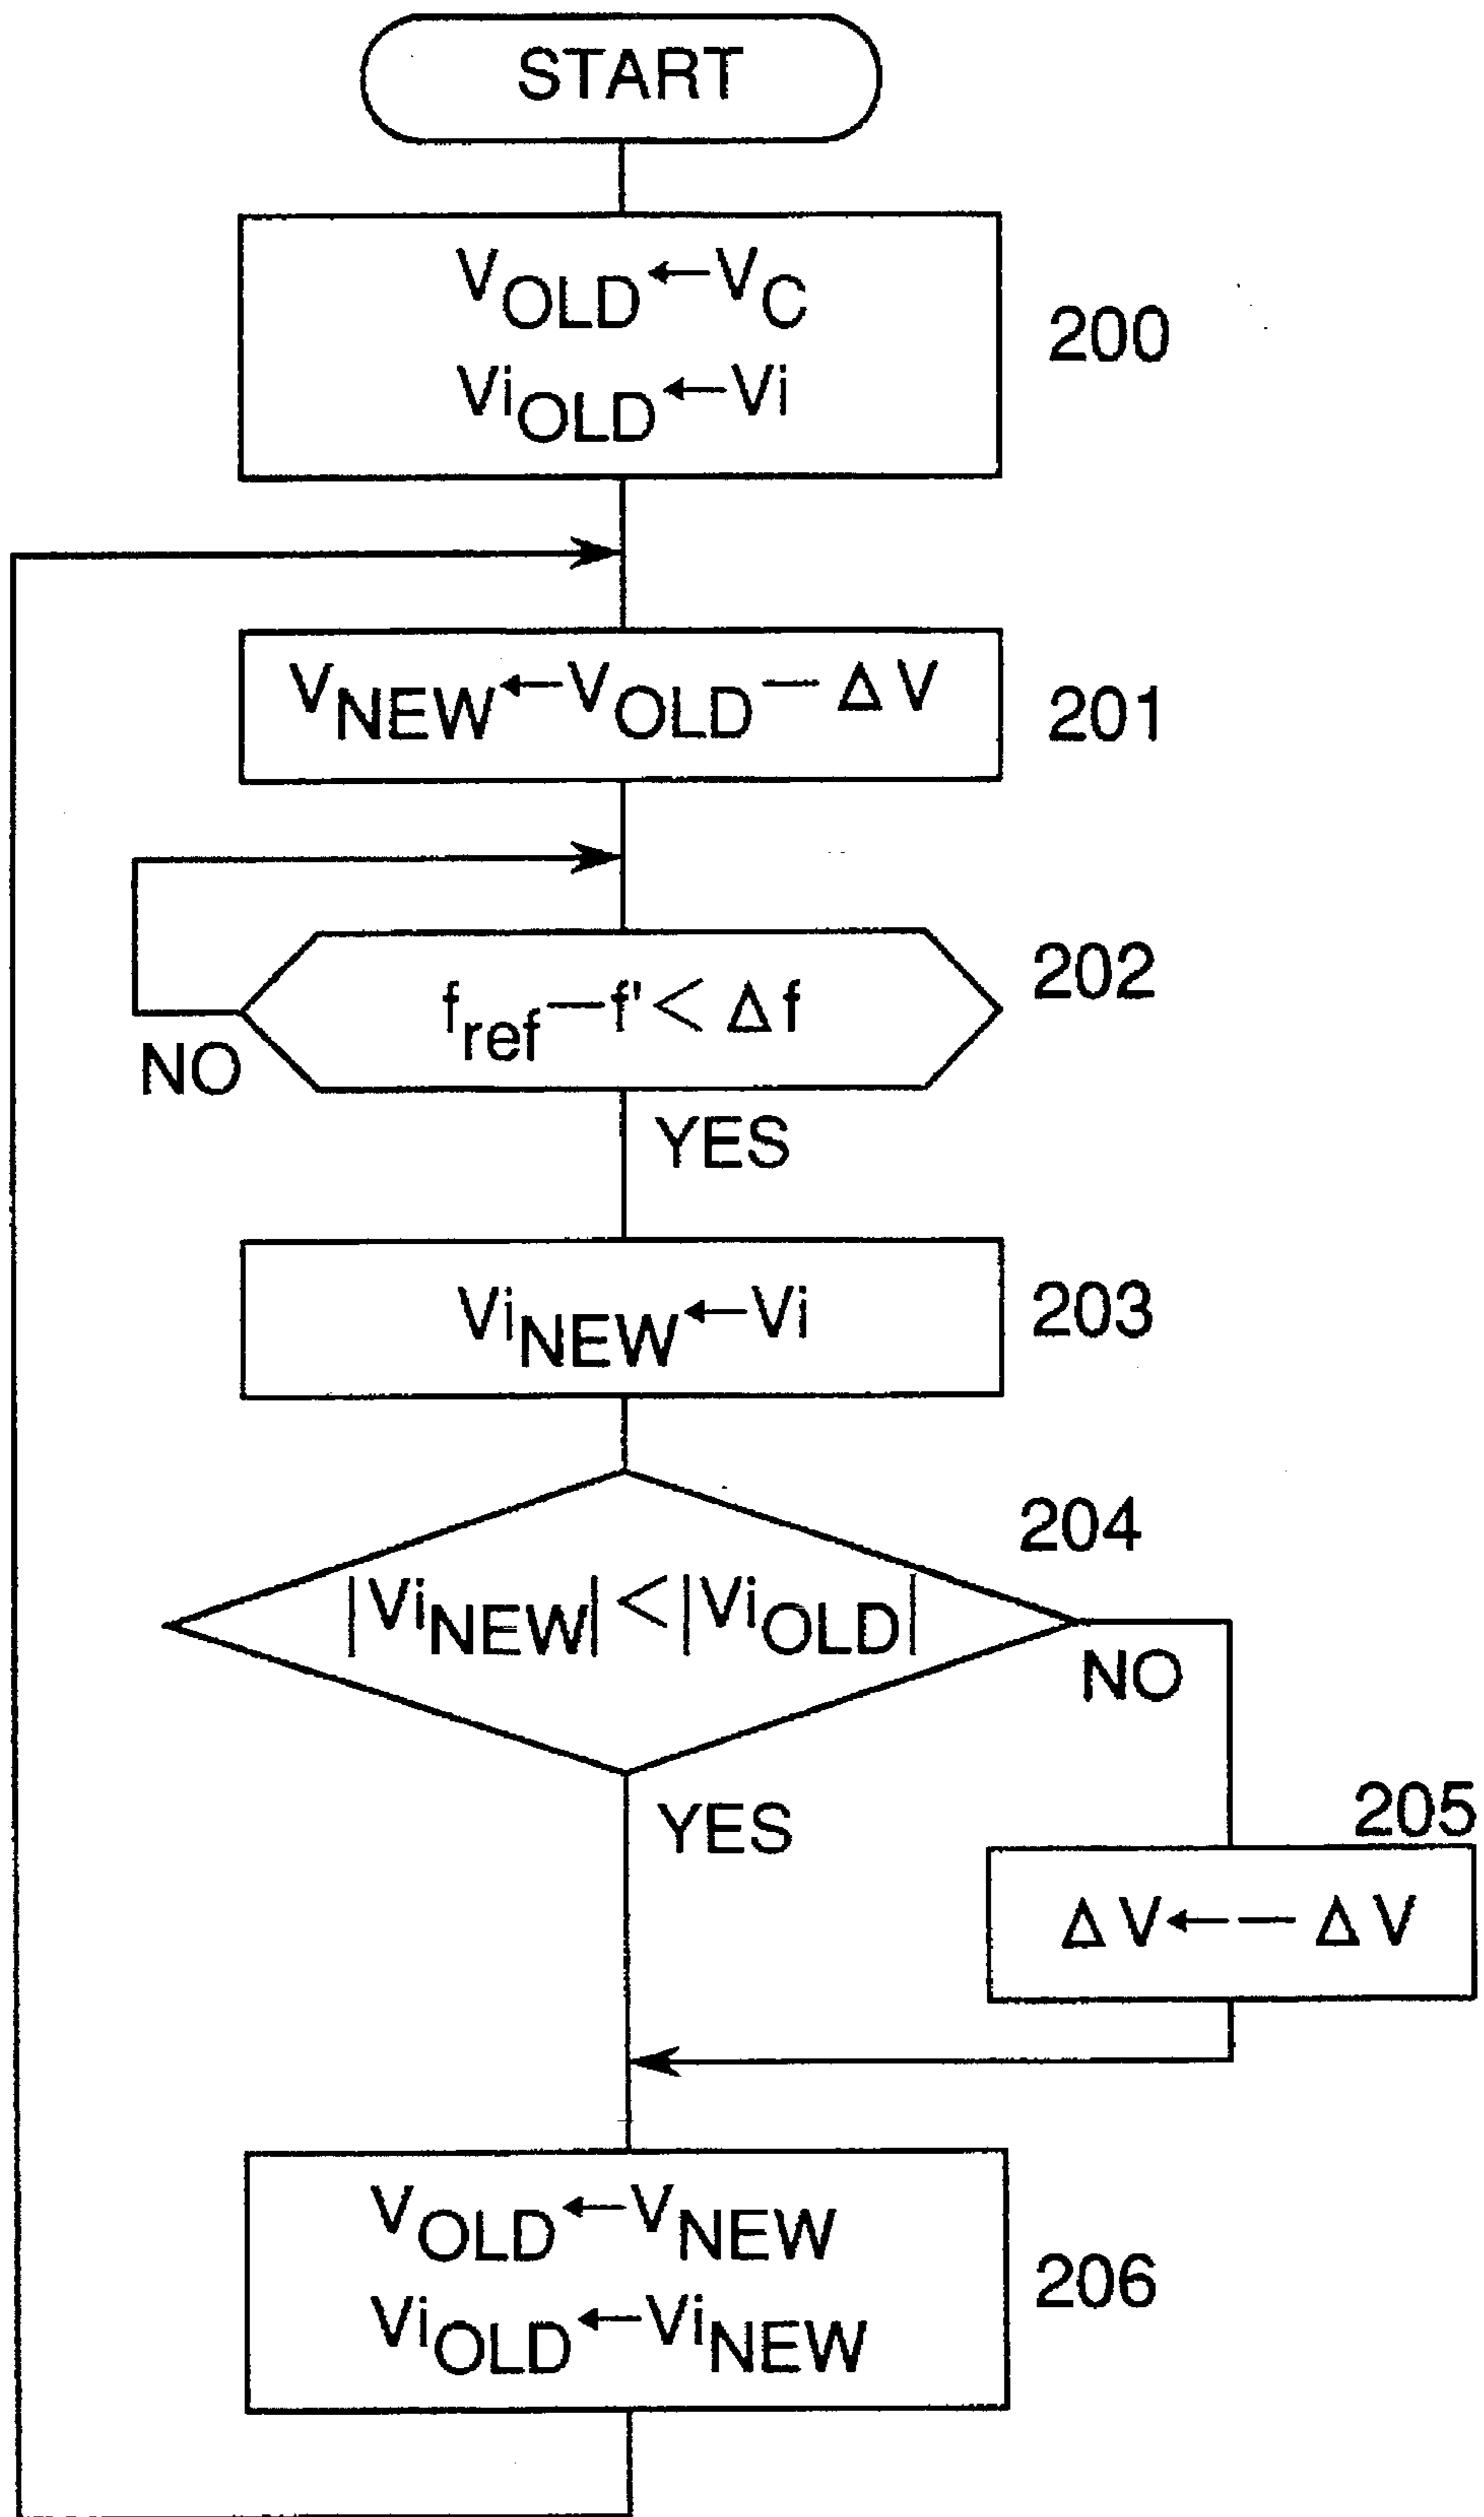 START
V_OLD←V_C
Vi_OLD←Vi
200
V_NEW←V_OLD—ΔV
201
f_ref—f'<Δf
202
NO
YES
Vi_NEW←Vi
203
204
|Vi_NEW|<|Vi_OLD|
NO
YES
205
ΔV←—ΔV
V_OLD←V_NEW
Vi_OLD←Vi_NEW
206